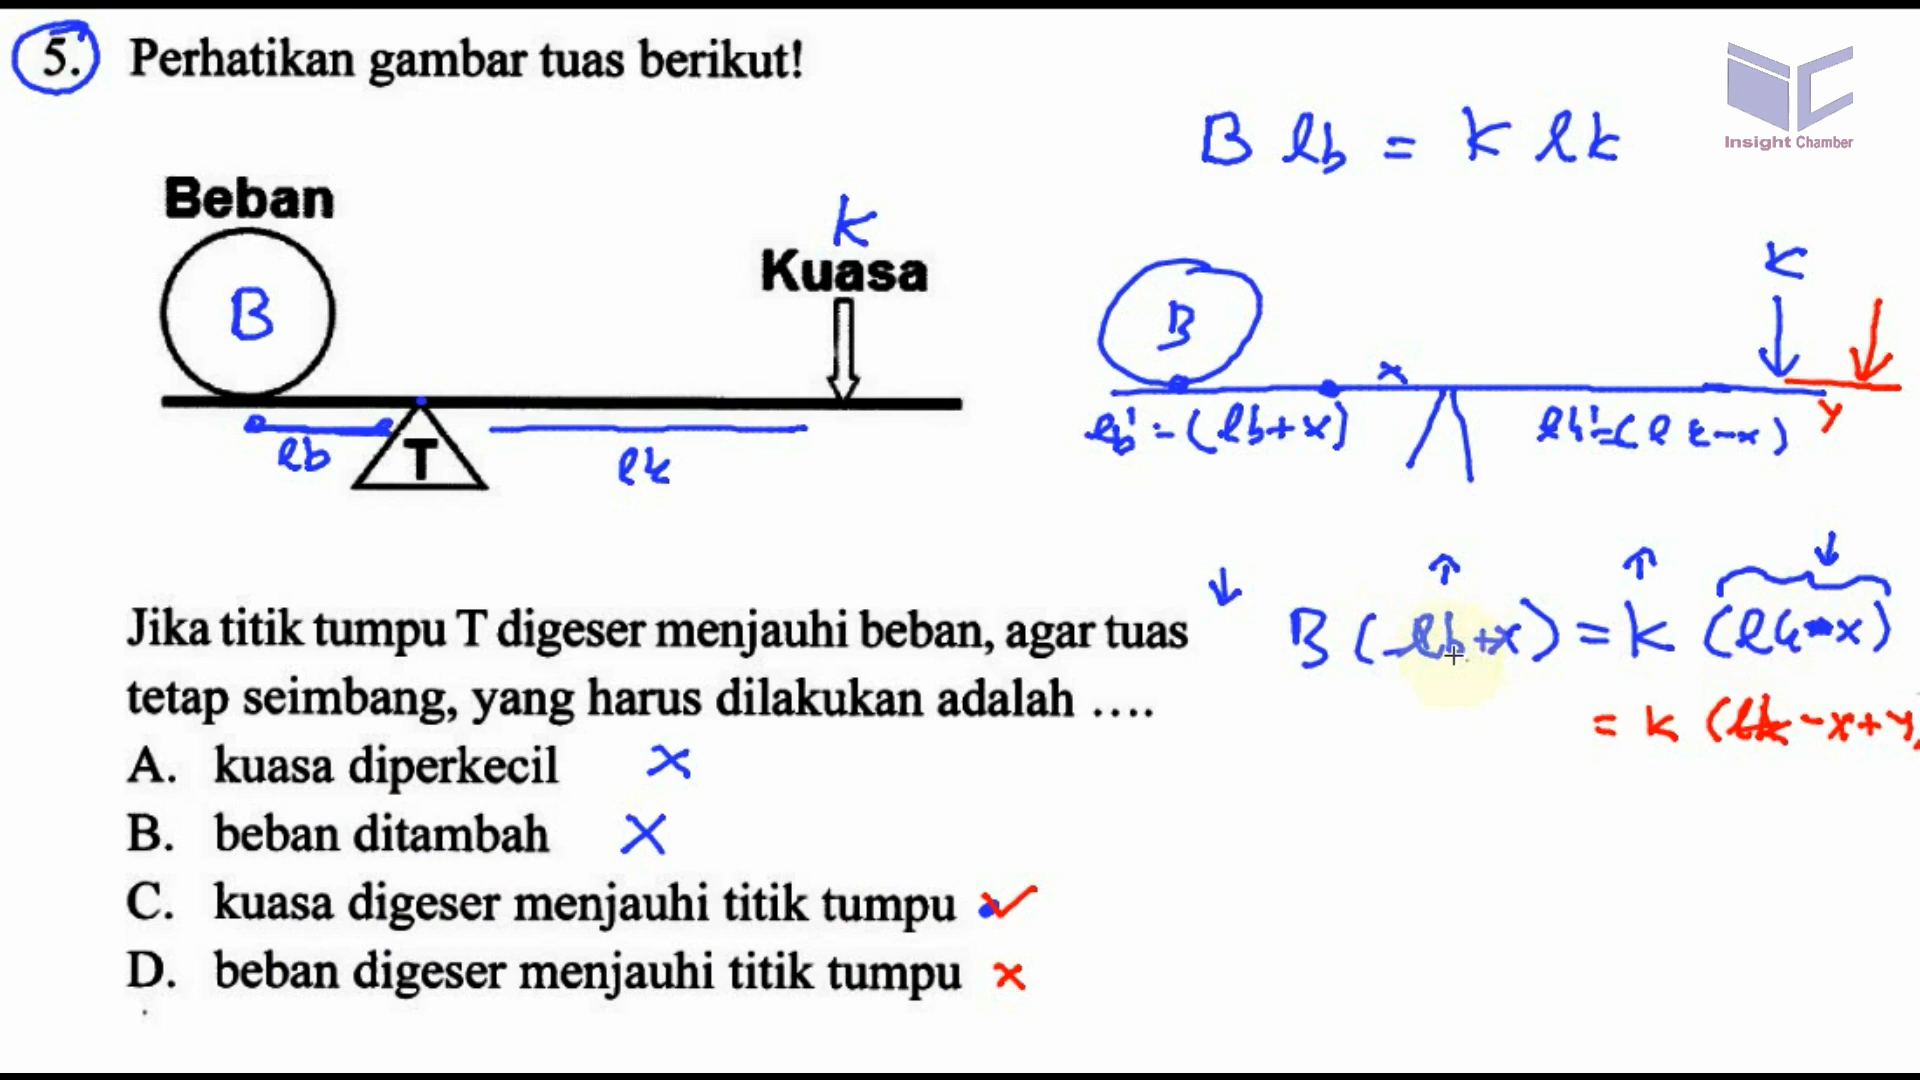 5. Perhatikan gambar tuas berikut!
Insight Chamber
B lb = k lk
Beban
k
Kuasa
B
T
lb
lk
B
k
x
lb' = (lb+x)
lk' = (lk-x)
y
Jika titik tumpu T digeser menjauhi beban, agar tuas
tetap seimbang, yang harus dilakukan adalah ....
↓ B (lb+x) = k (lk-x)
= k (lk-x+y)
A. kuasa diperkecil x
B. beban ditambah x
C. kuasa digeser menjauhi titik tumpu ✓
D. beban digeser menjauhi titik tumpu x